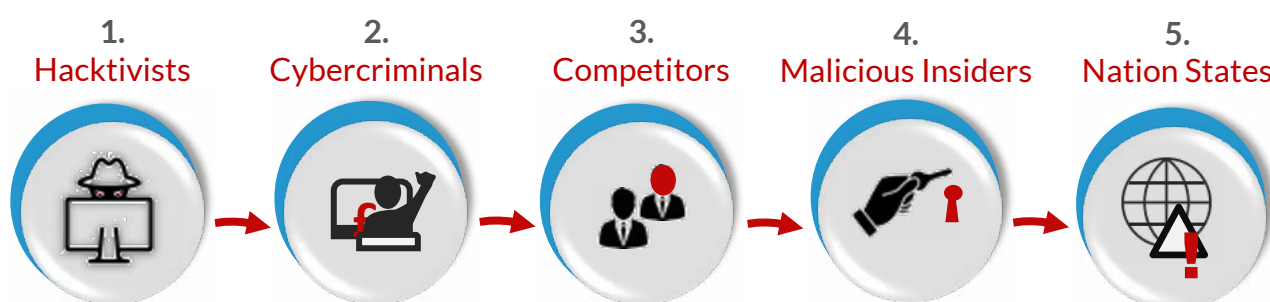 1.
Hacktivists
2.
Cybercriminals
3.
Competitors
4.
Malicious Insiders
5.
Nation States
f
!